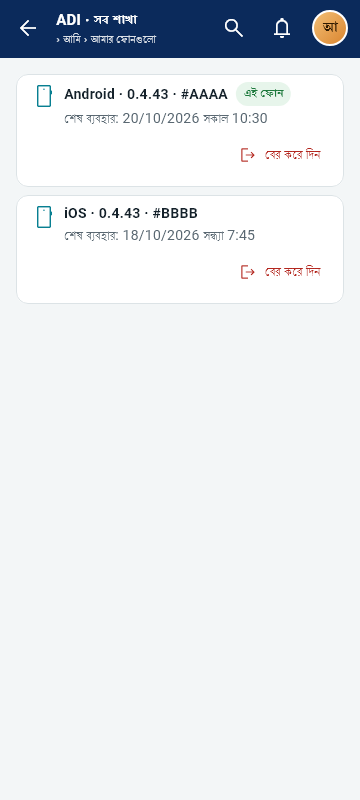 ADI · সব শাখা
› আমি › আমার ফোনগুলো
আ
Android · 0.4.43 · #AAAA এই ফোন
শেষ ব্যবহার: 20/10/2026 সকাল 10:30
বের করে দিন
iOS · 0.4.43 · #BBBB
শেষ ব্যবহার: 18/10/2026 সন্ধ্যা 7:45
বের করে দিন